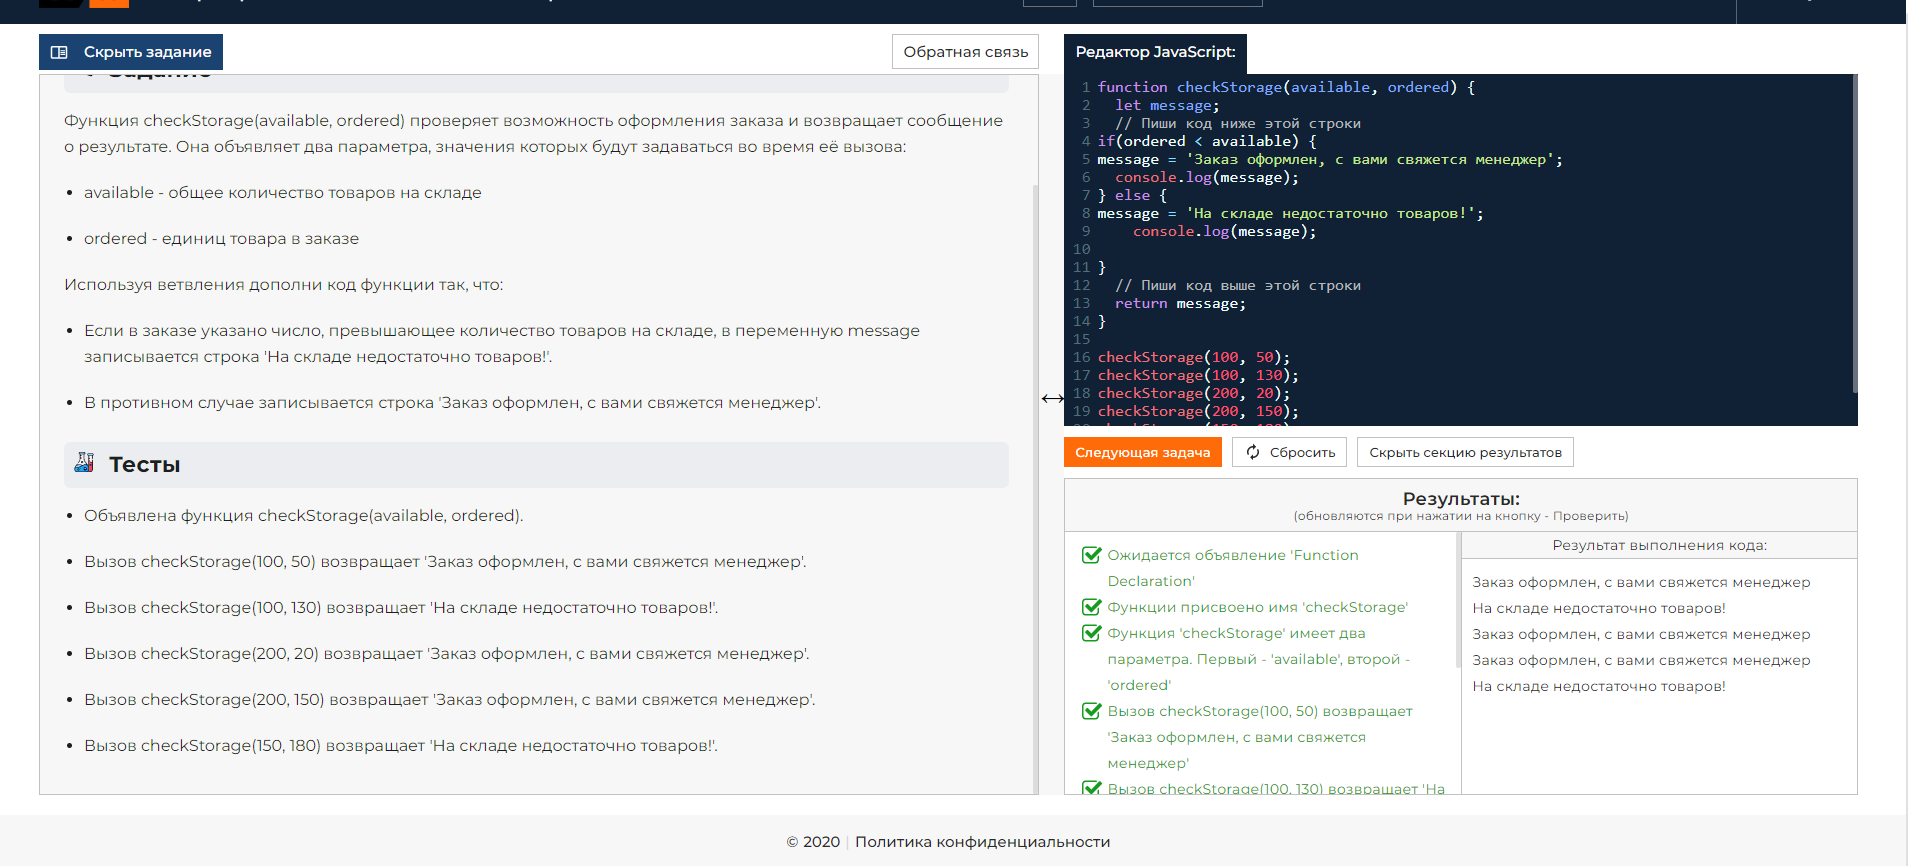 Скрыть задание
Обратная связь
Задание
Функция checkStorage(available, ordered) проверяет возможность оформления заказа и возвращает сообщение
о результате. Она объявляет два параметра, значения которых будут задаваться во время её вызова:
• available - общее количество товаров на складе
• ordered - единиц товара в заказе
Используя ветвления дополни код функции так, что:
• Если в заказе указано число, превышающее количество товаров на складе, в переменную message
записывается строка 'На складе недостаточно товаров!'.
• В противном случае записывается строка 'Заказ оформлен, с вами свяжется менеджер'.
Тесты
• Объявлена функция checkStorage(available, ordered).
• Вызов checkStorage(100, 50) возвращает 'Заказ оформлен, с вами свяжется менеджер'.
• Вызов checkStorage(100, 130) возвращает 'На складе недостаточно товаров!'.
• Вызов checkStorage(200, 20) возвращает 'Заказ оформлен, с вами свяжется менеджер'.
• Вызов checkStorage(200, 150) возвращает 'Заказ оформлен, с вами свяжется менеджер'.
• Вызов checkStorage(150, 180) возвращает 'На складе недостаточно товаров!'.
Редактор JavaScript:
1 function checkStorage(available, ordered) {
2 let message;
3 // Пиши код ниже этой строки
4 if(ordered < available) {
5 message = 'Заказ оформлен, с вами свяжется менеджер';
6 console.log(message);
7 } else {
8 message = 'На складе недостаточно товаров!';
9 console.log(message);
10
11 }
12 // Пиши код выше этой строки
13 return message;
14 }
15
16 checkStorage(100, 50);
17 checkStorage(100, 130);
18 checkStorage(200, 20);
19 checkStorage(200, 150);
Следующая задача
Сбросить
Скрыть секцию результатов
Результаты:
(обновляются при нажатии на кнопку - Проверить)
Ожидается объявление 'Function
Declaration'
Функции присвоено имя 'checkStorage'
Функция 'checkStorage' имеет два
параметра. Первый - 'available', второй -
'ordered'
Вызов checkStorage(100, 50) возвращает
'Заказ оформлен, с вами свяжется
менеджер'
Вызов checkStorage(100, 130) возвращает 'На
Результат выполнения кода:
Заказ оформлен, с вами свяжется менеджер
На складе недостаточно товаров!
Заказ оформлен, с вами свяжется менеджер
Заказ оформлен, с вами свяжется менеджер
На складе недостаточно товаров!
© 2020 | Политика конфиденциальности